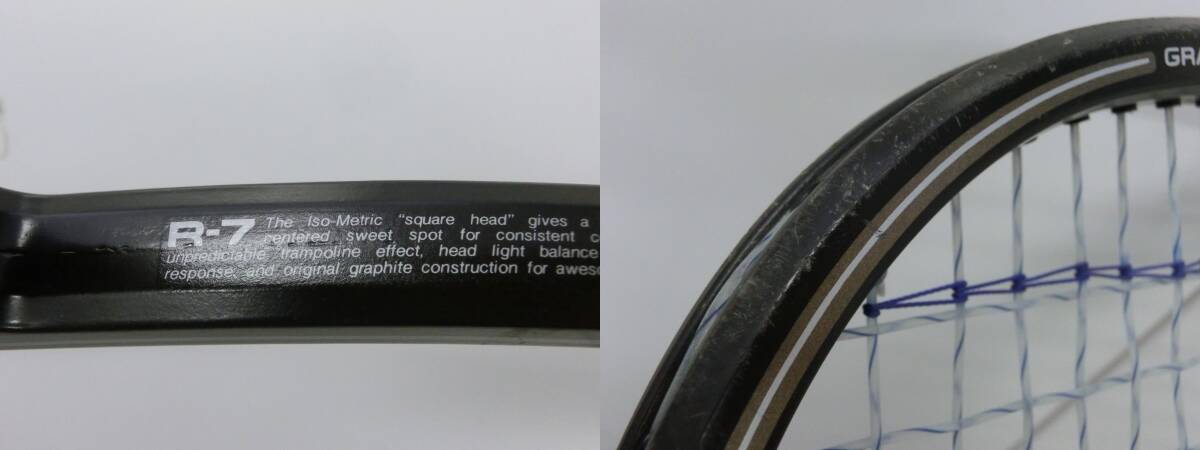 R-7 The Iso-Metric "square head" gives a
centered sweet spot for consistent c
unpredictable trampoline effect, head light balance
response, and original graphite construction for awes
GRA